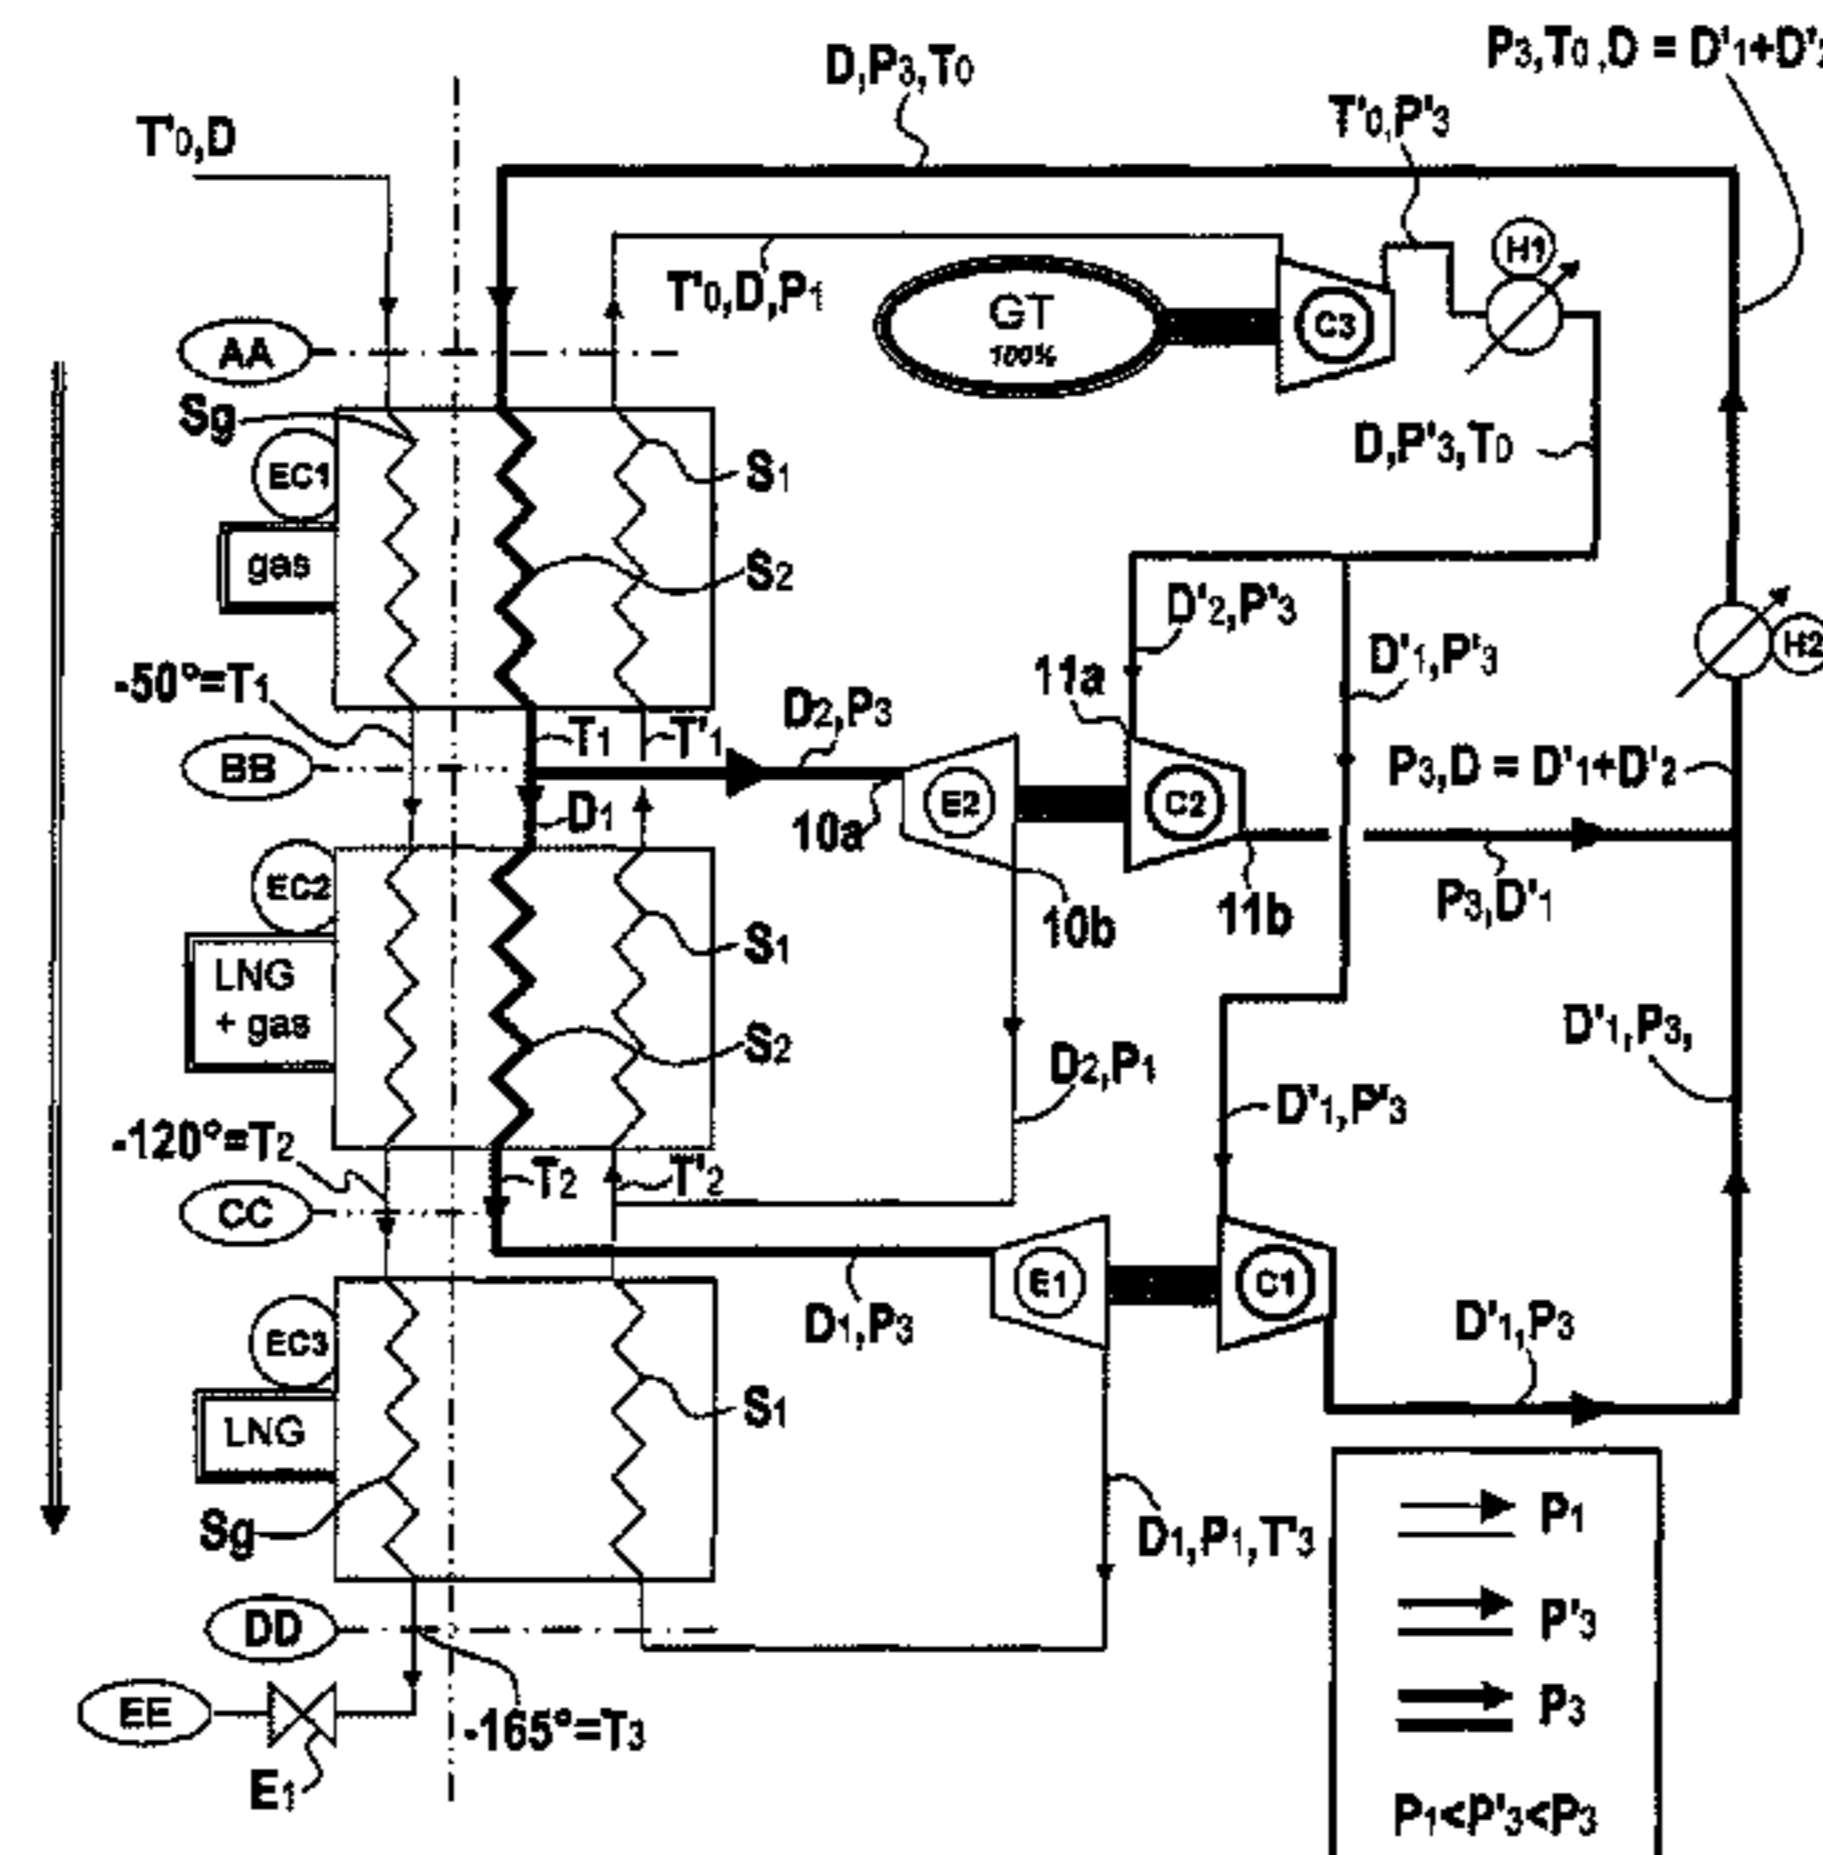 P3,T0,D = D'1+D'2
D,P3,T0
T'0,P'3
T'0,D
H1
T'0,D,P1
GT
100%
C3
AA
Sg
D,P'3,T0
EC1
S1
gas
S2
D'2,P'3
D'1,P'3
H2
-50°=T1
11a
D2,P3
T1
T'1
P3,D = D'1+D'2
BB
E2
C2
D1
10a
EC2
P3,D'1
11b
10b
S1
LNG
+ gas
D'1,P3,
S2
D2,P1
D'1,P'3
-120°=T2
T2
T'2
CC
E1
C1
D1,P3
D'1,P3
EC3
S1
LNG
P1
Sg
D1,P1,T'3
P'3
DD
EE
P3
-165°=T3
E1
P1<P'3<P3